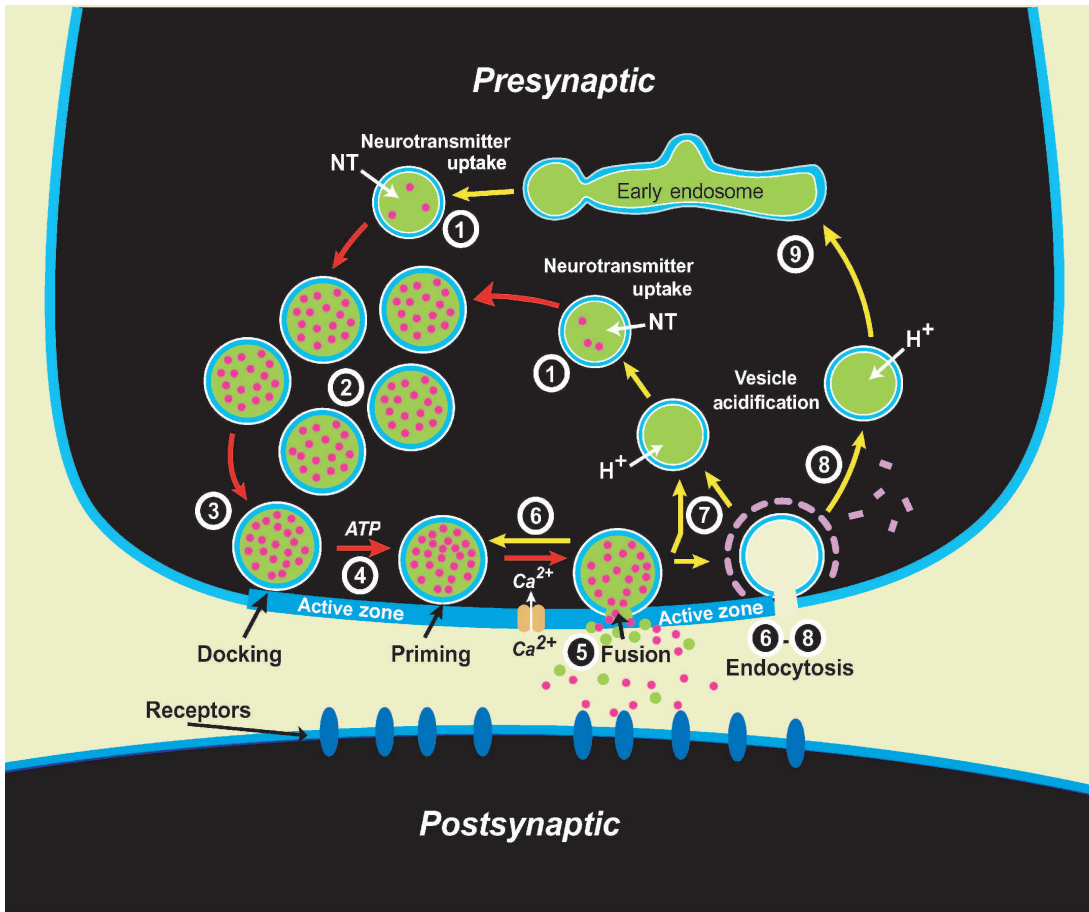 Presynaptic
Neurotransmitter
uptake
NT
Early endosome
1
9
Neurotransmitter
uptake
NT
H+
1
2
Vesicle
acidification
H+
8
3
ATP
6
7
4
Ca2+
Active zone
Active zone
Ca2+
Docking
Priming
5 Fusion
6 - 8
Endocytosis
Receptors
Postsynaptic